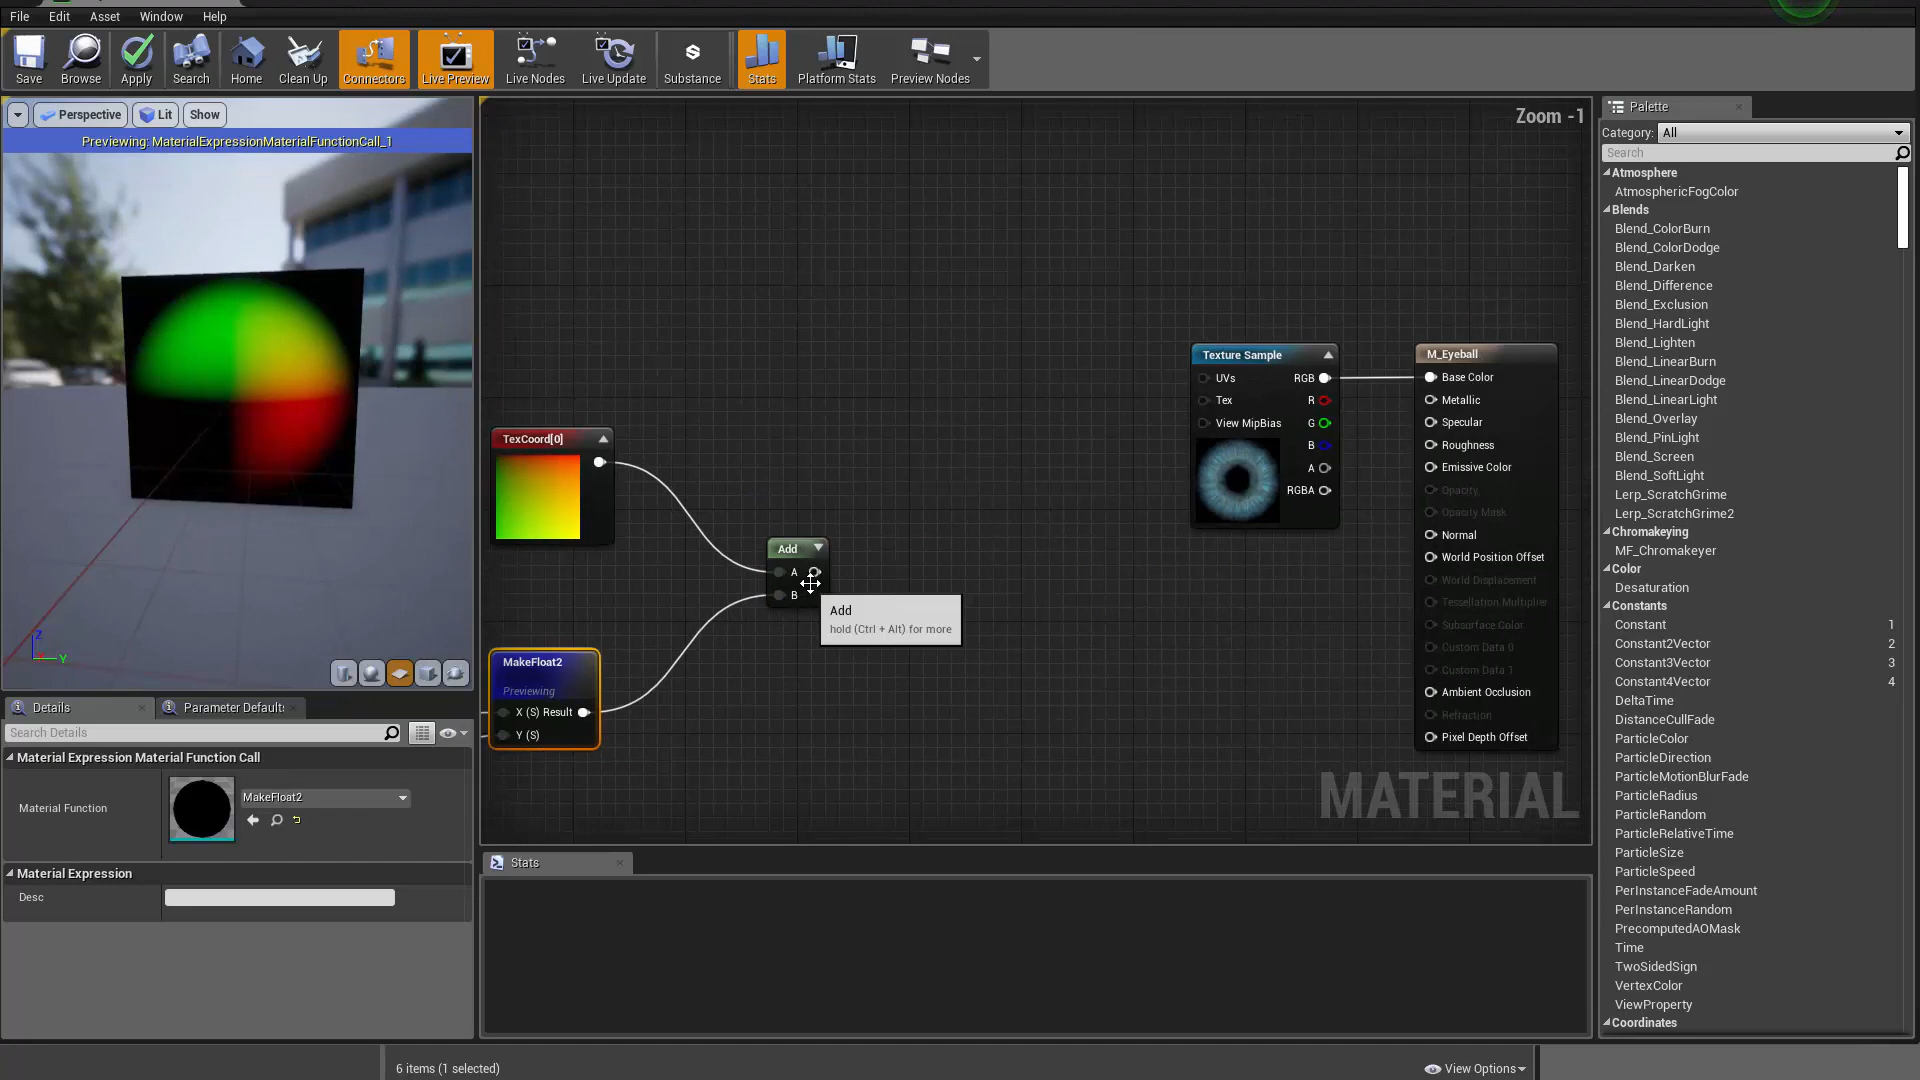 File Edit Asset Window Help
Save Browse Apply Search Home Clean Up Connectors Live Preview Live Nodes Live Update Substance Stats Platform Stats Preview Nodes
Perspective Lit Show
Previewing: MaterialExpressionMaterialFunctionCall_1
Z
Y
Zoom -1
TexCoord[0]
Add
A
B
Add
hold (Ctrl + Alt) for more
MakeFloat2
Previewing
X (S) Result
Y (S)
Texture Sample
UVs RGB
Tex R
View MipBias G
B
A
RGBA
M_Eyeball
Base Color
Metallic
Specular
Roughness
Emissive Color
Opacity
Opacity Mask
Normal
World Position Offset
World Displacement
Tessellation Multiplier
Subsurface Color
Custom Data 0
Custom Data 1
Ambient Occlusion
Refraction
Pixel Depth Offset
MATERIAL
Details Parameter Defaults
Search Details
Material Expression Material Function Call
Material Function
MakeFloat2
Material Expression
Desc
Stats
6 items (1 selected)
View Options
Palette
Category: All
Search
Atmosphere
AtmosphericFogColor
Blends
Blend_ColorBurn
Blend_ColorDodge
Blend_Darken
Blend_Difference
Blend_Exclusion
Blend_HardLight
Blend_Lighten
Blend_LinearBurn
Blend_LinearDodge
Blend_LinearLight
Blend_Overlay
Blend_PinLight
Blend_Screen
Blend_SoftLight
Lerp_ScratchGrime
Lerp_ScratchGrime2
Chromakeying
MF_Chromakeyer
Color
Desaturation
Constants
Constant 1
Constant2Vector 2
Constant3Vector 3
Constant4Vector 4
DeltaTime
DistanceCullFade
ParticleColor
ParticleDirection
ParticleMotionBlurFade
ParticleRadius
ParticleRandom
ParticleRelativeTime
ParticleSize
ParticleSpeed
PerInstanceFadeAmount
PerInstanceRandom
PrecomputedAOMask
Time
TwoSidedSign
VertexColor
ViewProperty
Coordinates